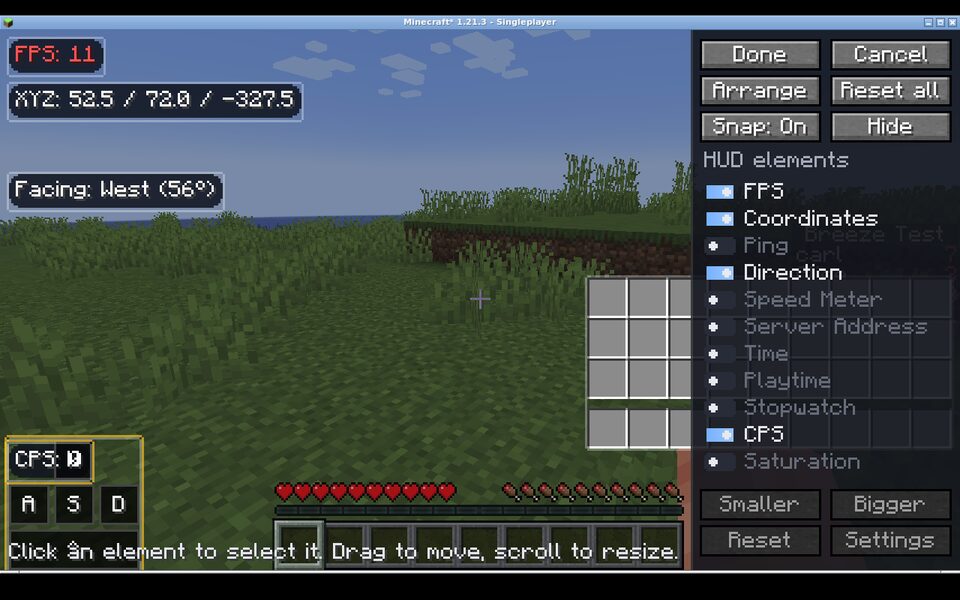 Minecraft* 1.21.3 - Singleplayer
FPS: 11
XYZ: 52.5 / 72.0 / -327.5
Facing: West (56°)
Done
Cancel
Arrange
Reset all
Snap: On
Hide
HUD elements
FPS
Coordinates
Ping
Direction
Speed Meter
Server Address
Time
Playtime
Stopwatch
CPS
Saturation
Smaller
Bigger
Reset
Settings
Breeze Test
CPS: 0
A S D
Click an element to select it. Drag to move, scroll to resize.